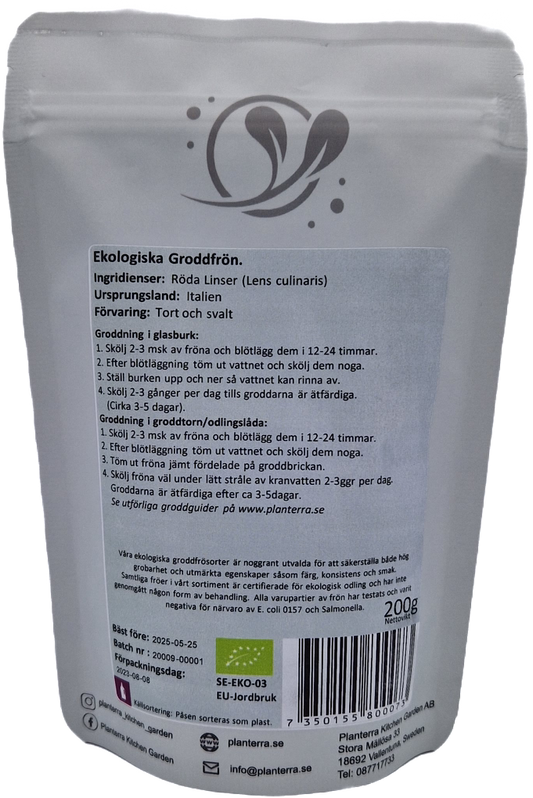 Ekologiska Groddfrön.
Ingridienser: Röda Linser (Lens culinaris)
Ursprungsland: Italien
Förvaring: Tort och svalt
Groddning i glasburk:
1. Skölj 2-3 msk av fröna och blötlägg dem i 12-24 timmar.
2. Efter blötläggning töm ut vattnet och skölj dem noga.
3. Ställ burken upp och ner så vattnet kan rinna av.
4. Skölj 2-3 gånger per dag tills groddarna är ätfärdiga.
(Cirka 3-5 dagar).
Groddning i groddtorn/odlingslåda:
1. Skölj 2-3 msk av fröna och blötlägg dem i 12-24 timmar.
2. Efter blötläggning töm ut vattnet och skölj dem noga.
3. Töm ut fröna jämt fördelade på groddbrickan.
4. Skölj fröna väl under lätt stråle av kranvatten 2-3ggr per dag.
Groddarna är ätfärdiga efter ca 3-5dagar.
Se utförliga groddguider på www.planterra.se
Våra ekologiska groddfrösorter är noggrant utvalda för att säkerställa både hög
grobarhet och utmärkta egenskaper såsom färg, konsistens och smak.
Samtliga fröer i vårt sortiment är certifierade för ekologisk odling och har inte
genomgått någon form av behandling. Alla varupartier av frön har testats och varit
negativa för närvaro av E. coli 0157 och Salmonella.
200g
Nettovikt
Bäst före: 2025-05-25
Batch nr : 20009-00001
Förpackningsdag:
2023-08-08
SE-EKO-03
EU-Jordbruk
Källsortering: Påsen sorteras som plast.
7 350155 800073
planterra_kitchen_garden
Planterra Kitchen Garden
planterra.se
info@planterra.se
Planterra Kitchen Garden AB
Stora Mällösa 33
18692 Vallentuna, Sweden
Tel: 087717733